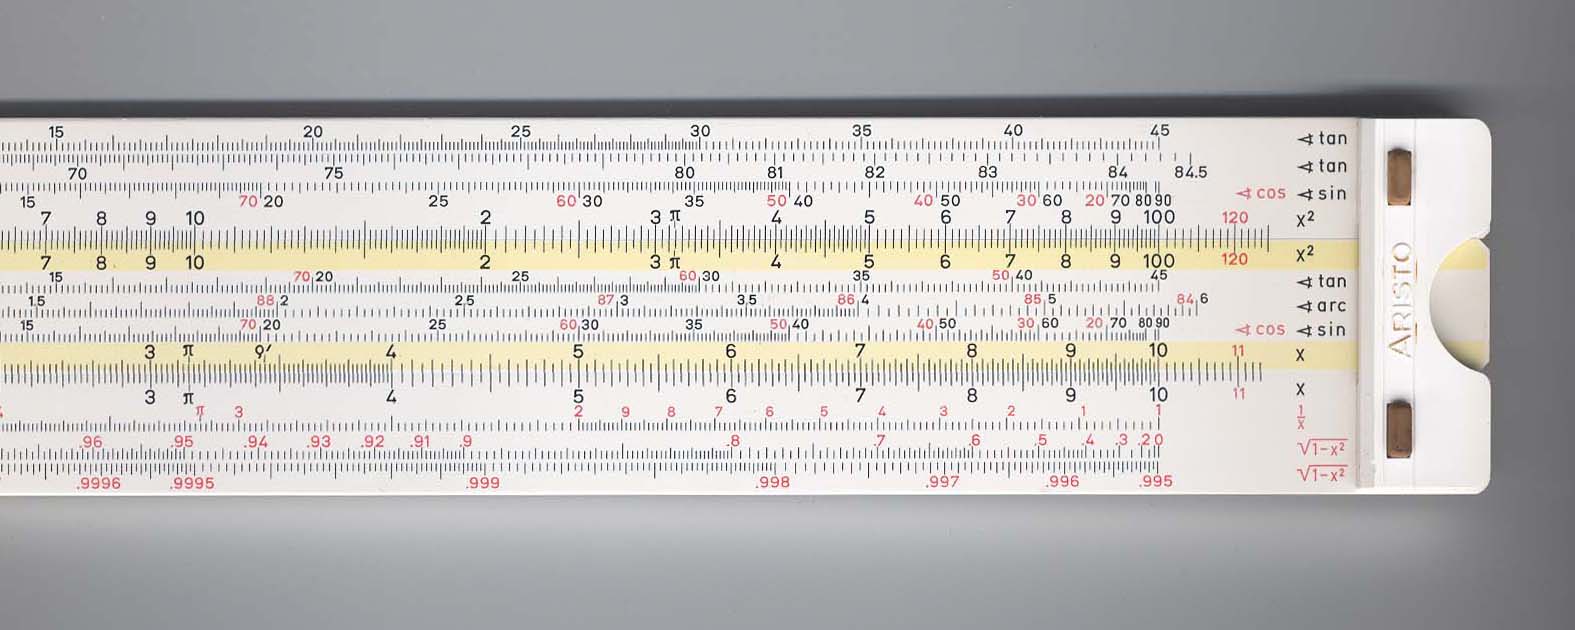 15 20 25 30 35 40 45 ∢ tan
70 75 80 81 82 83 84 84.5 ∢ tan
15 70 20 25 60 30 35 50 40 40 50 30 60 20 70 80 90 ∢ cos ∢ sin
7 8 9 10 2 3 π 4 5 6 7 8 9 100 120 x²
7 8 9 10 2 3 π 4 5 6 7 8 9 100 120 x²
15 70 20 25 60 30 35 50 40 45 ∢ tan
1.5 88 2 2,5 87 3 3,5 86 4 85 5 84 6 ∢ arc
15 70 20 25 60 30 35 50 40 40 50 30 60 20 70 80 90 ∢ cos ∢ sin
3 π ϱ′ 4 5 6 7 8 9 10 11 x
3 π 4 5 6 7 8 9 10 11 x
π 3 2 9 8 7 6 5 4 3 2 1 1 1/x
.96 .95 .94 .93 .92 .91 .9 .8 .7 .6 .5 .4 .3 .2 0 √1-x²
.9996 .9995 .999 .998 .997 .996 .995 √1-x²
ARISTO